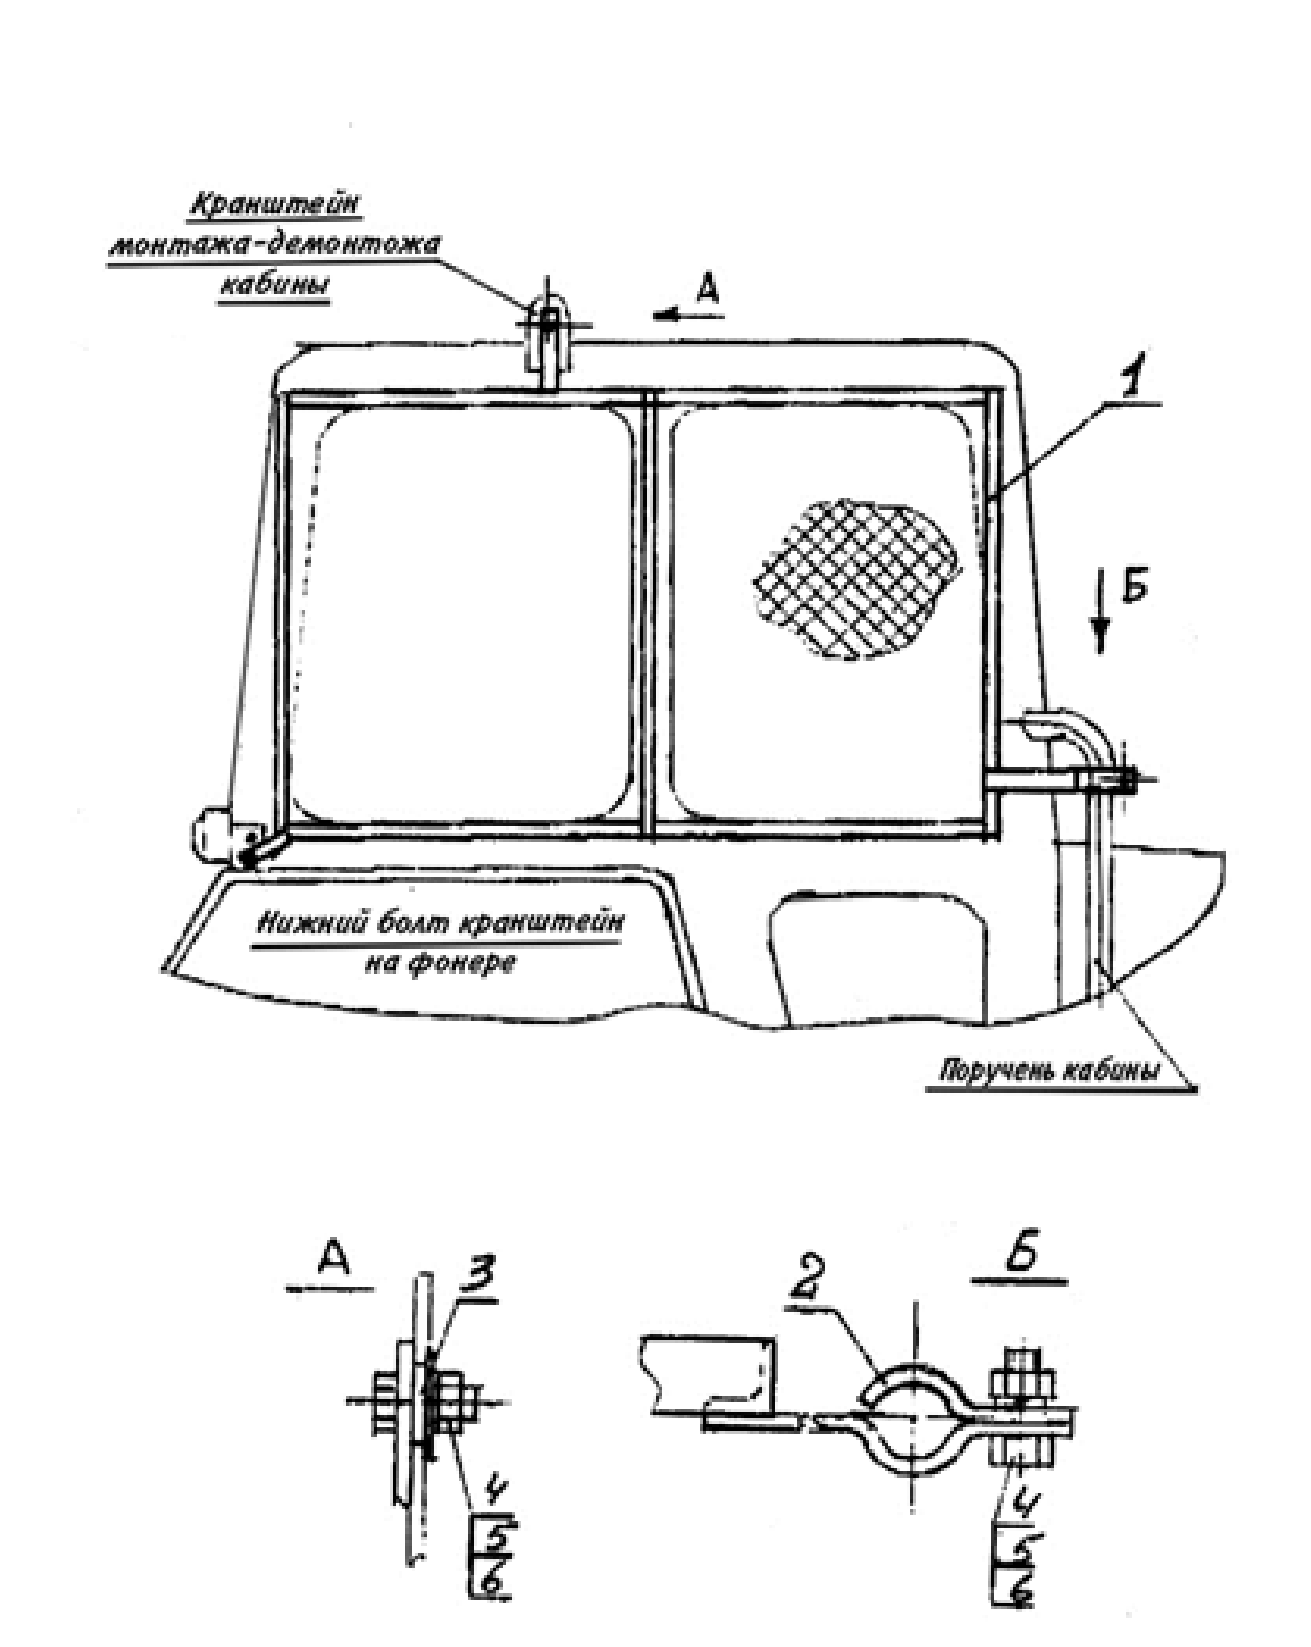 Кранштейн
монтажа-демонтожа
кабины
А
1
Б
Нижний болт кранштейн
на фонере
Поручень кабины
А
3
2
Б
4
5
6
4
5
6